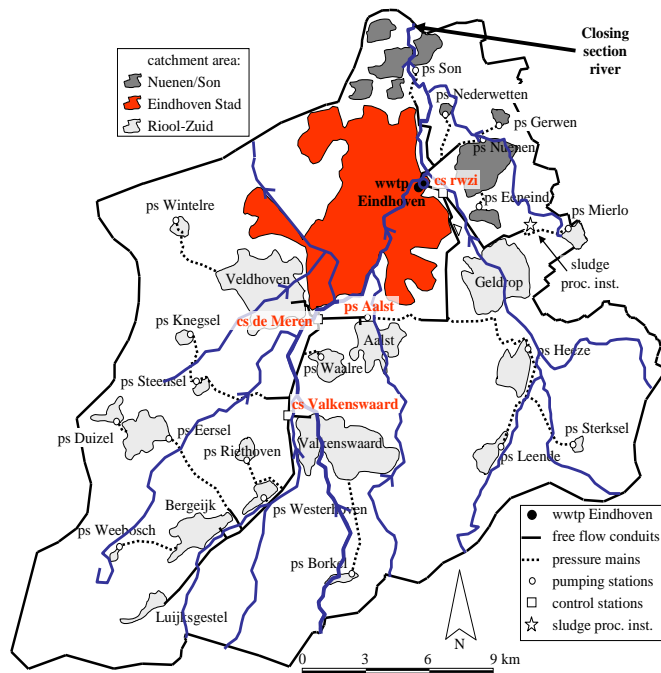 Closing
section
river
catchment area:
Nuenen/Son
Eindhoven Stad
Riool-Zuid
ps Son
ps Nederwetten
ps Gerwen
ps Nuenen
cs rwzi
wwtp
Eindhoven
ps Eeneind
ps Mierlo
ps Wintelre
sludge
proc. inst.
Veldhoven
Geldrop
ps Aalst
cs de Meren
ps Knegsel
Aalst
ps Heeze
ps Waalre
ps Steensel
cs Valkenswaard
ps Duizel
ps Eersel
ps Sterksel
Valkenswaard
ps Riethoven
ps Leende
Bergeijk
ps Westerhoven
ps Weebosch
ps Borkel
Luijksgestel
wwtp Eindhoven
free flow conduits
pressure mains
pumping stations
control stations
sludge proc. inst.
N
0 3 6 9 km